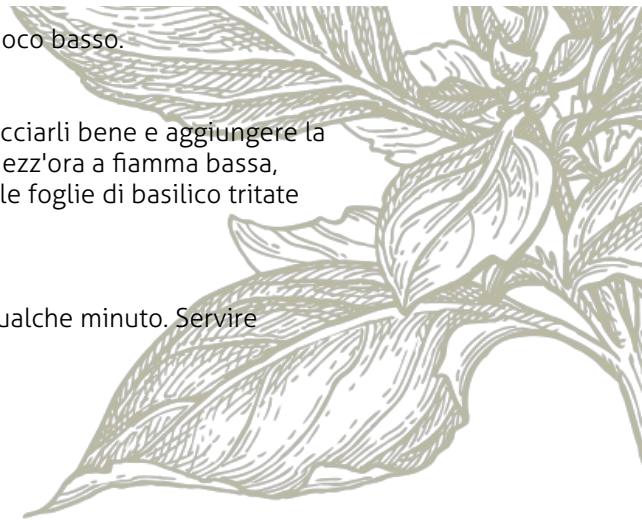 oco basso.
cciarli bene e aggiungere la
ezz'ora a fiamma bassa,
le foglie di basilico tritate
ualche minuto. Servire